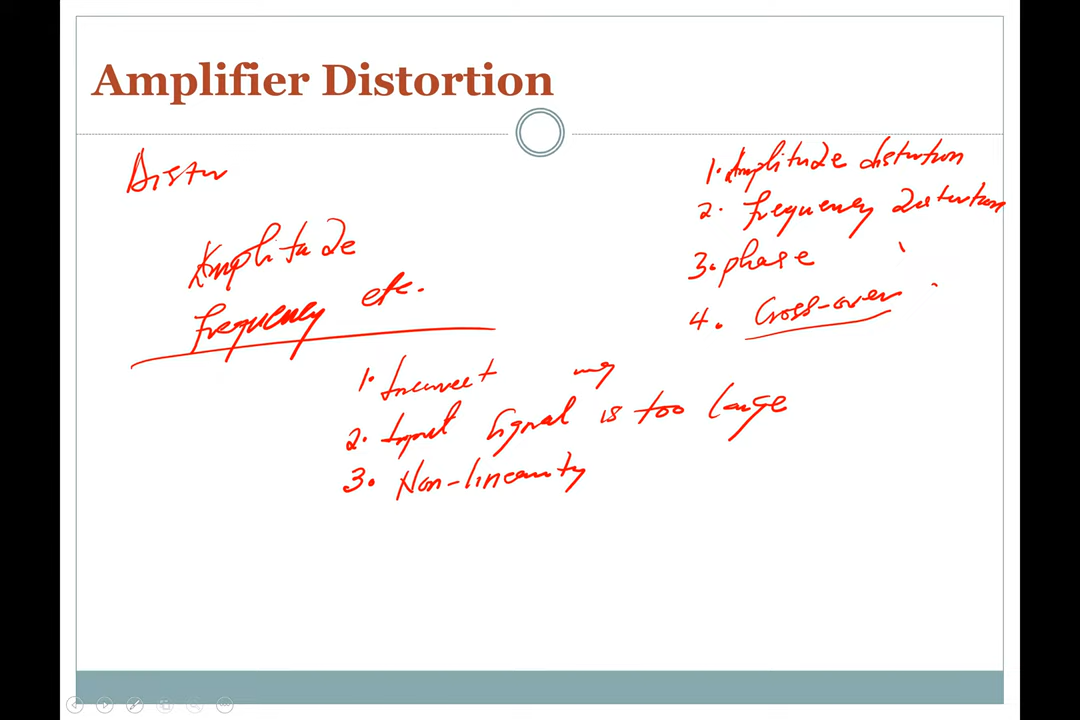 Amplifier Distortion
Distor
Amplitude
frequency etc.
1. Amplitude distortion
2. frequency distortion
3. phase "
4. Cross-over "
1. Incorrect
2. Input signal is too large
3. Non-linearity